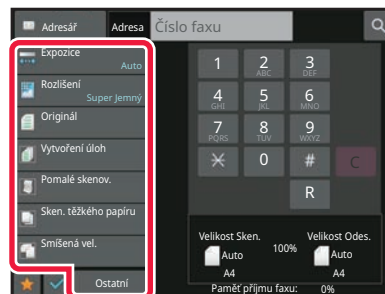 Adresář
Adresa
Číslo faxu
Expozice
Auto
Rozlišení
Super Jemný
Originál
Vytvoření úloh
Pomalé skenov.
Sken. těžkého papíru
Smíšená vel.
Ostatní
1
2
ABC
3
DEF
4
GHI
5
JKL
6
MNO
7
PQRS
8
TUV
9
WXYZ
0
#
C
R
Velikost Sken.
Auto
A4
100%
Velikost Odes.
Auto
A4
Paměť příjmu faxu: 0%